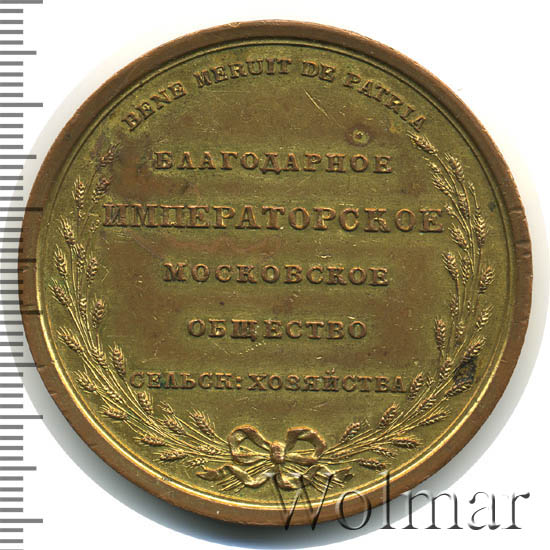 BENE MERUIT DE PATRIA
БЛАГОДАРНОЕ
ИМПЕРАТОРСКОЕ
МОСКОВСКОЕ
ОБЩЕСТВО
СЕЛЬСК: ХОЗЯЙСТВА
Wolmar